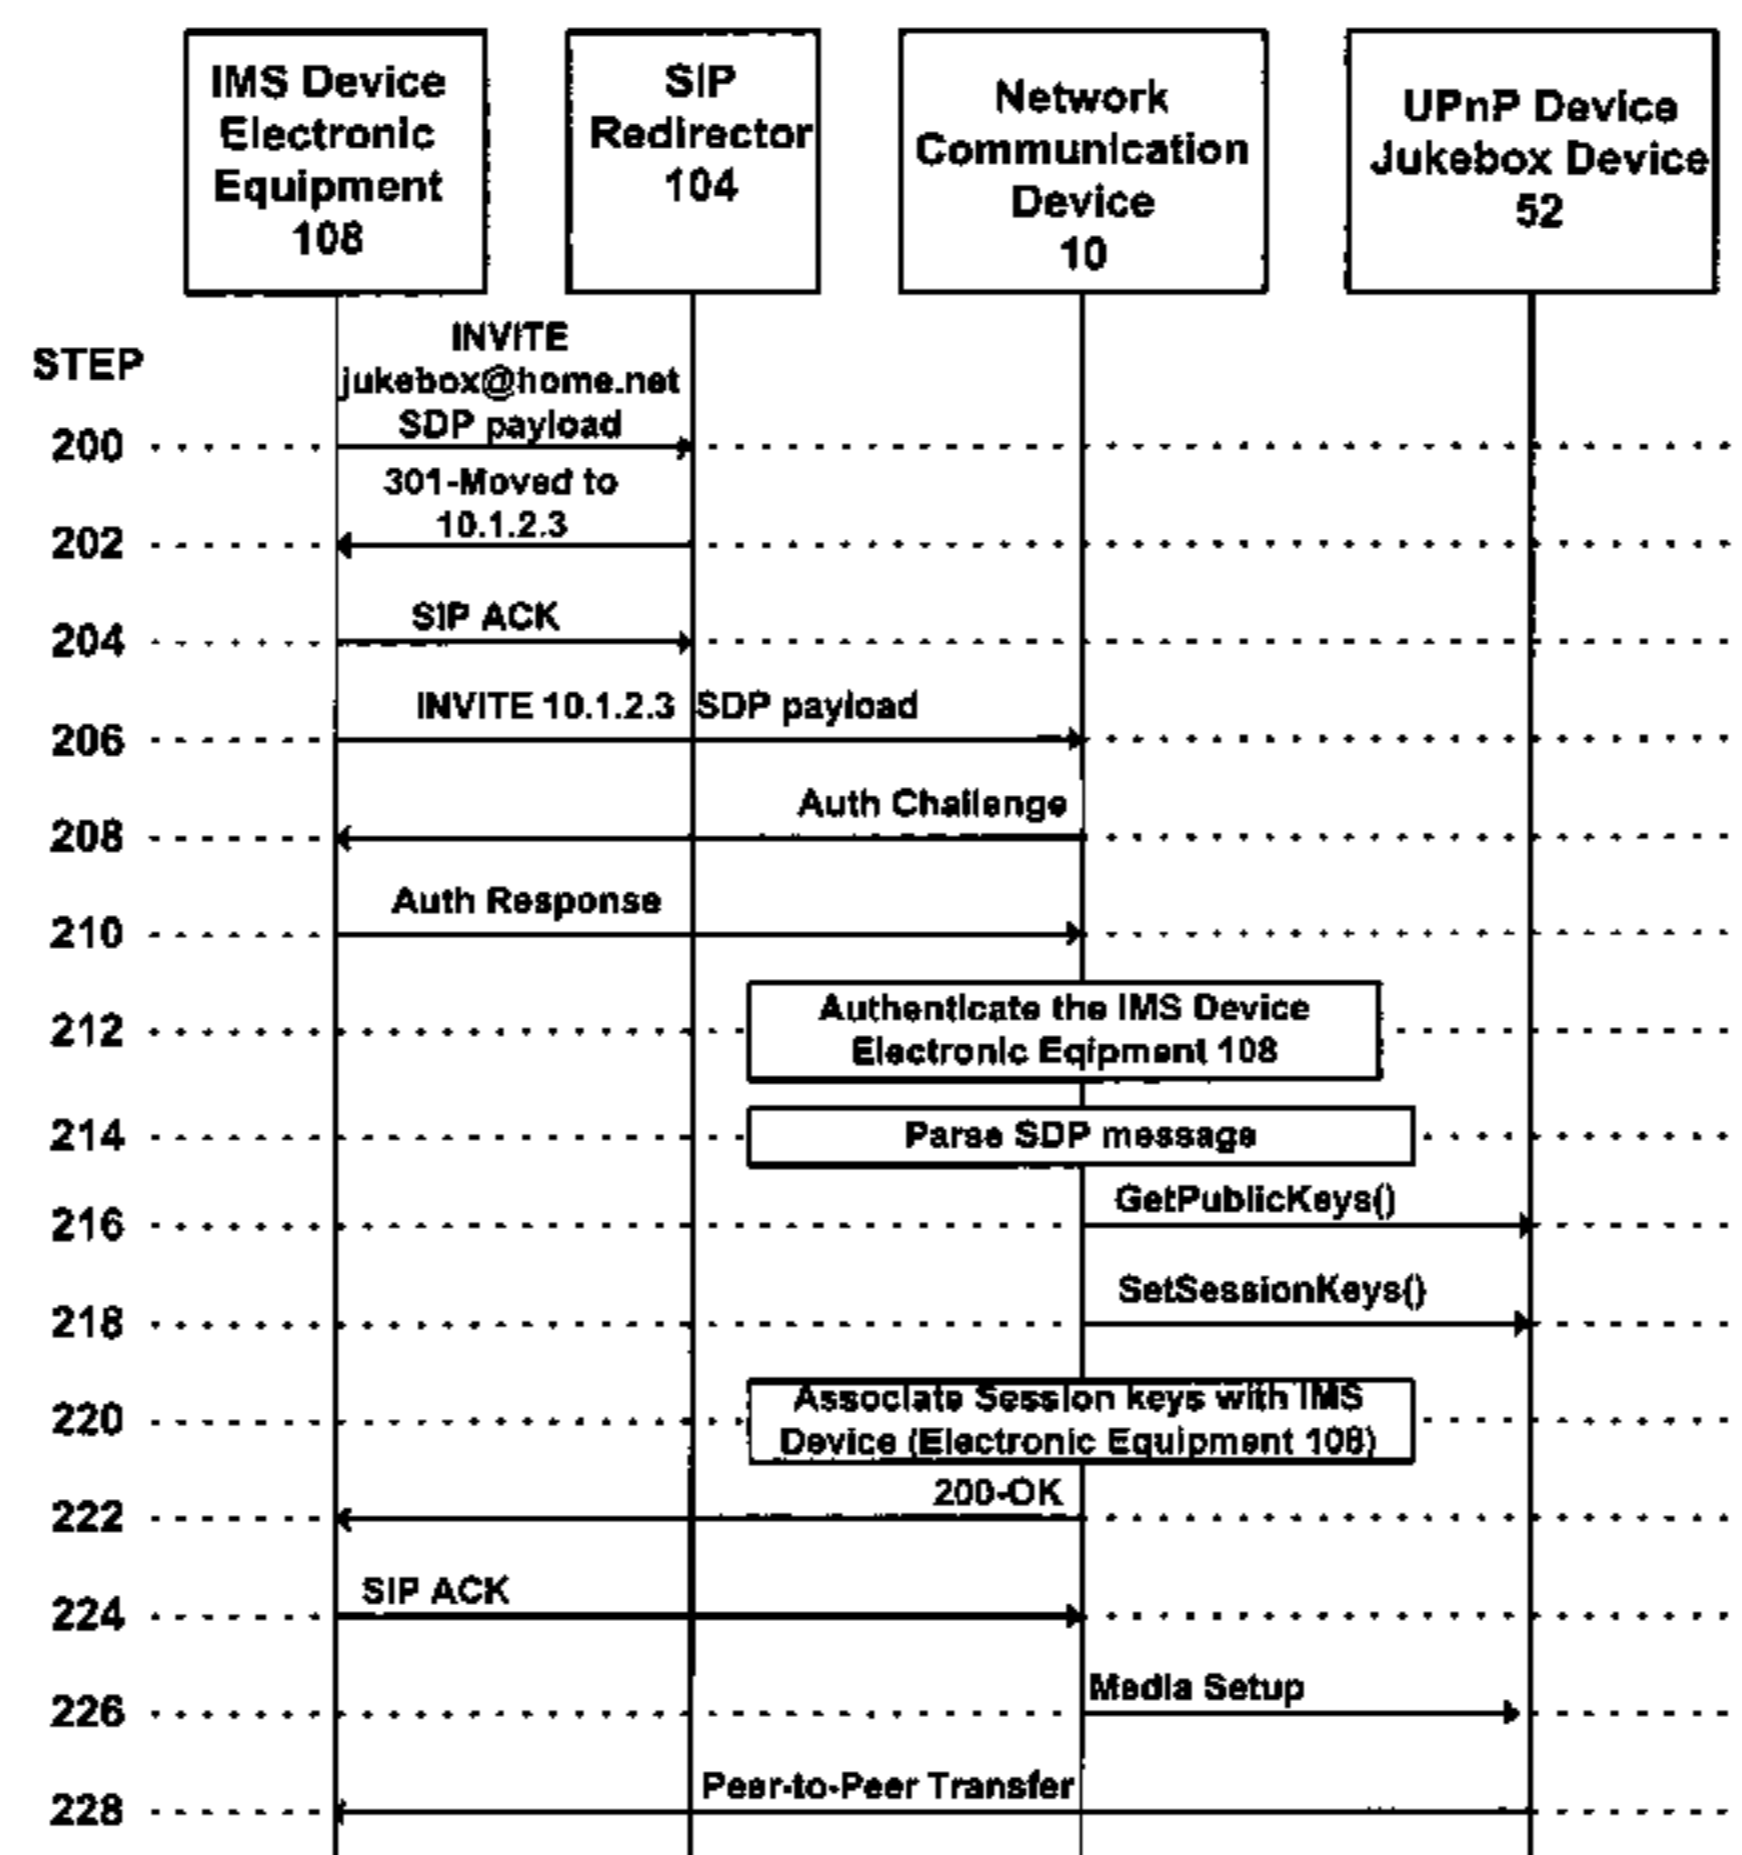 IMS Device
Electronic
Equipment
108
SIP
Redirector
104
Network
Communication
Device
10
UPnP Device
Jukebox Device
52
STEP
INVITE
jukebox@home.net
SDP payload
200
301-Moved to
10.1.2.3
202
SIP ACK
204
INVITE 10.1.2.3 SDP payload
206
Auth Challenge
208
Auth Response
210
Authenticate the IMS Device
Electronic Eqipment 108
212
Parse SDP message
214
GetPublicKeys()
216
SetSessionKeys()
218
Associate Session keys with IMS
Device (Electronic Equipment 108)
220
200-OK
222
SIP ACK
224
Media Setup
226
Peer-to-Peer Transfer
228